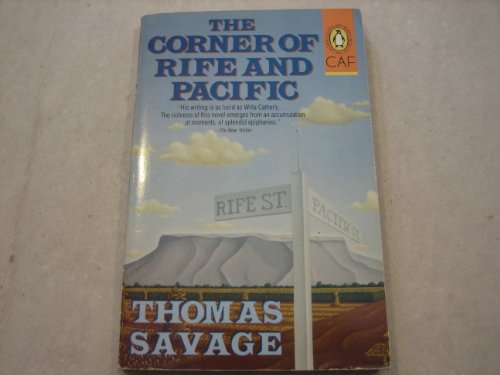 THE
CORNER OF
RIFE AND
PACIFIC
"His writing is as lucid as Willa Cather's. . . .
The richness of this novel emerges from an accumulation
of moments, of splendid epiphanies."
—The New Yorker
CAF
RIFE ST.
PACIFIC ST.
THOMAS
SAVAGE